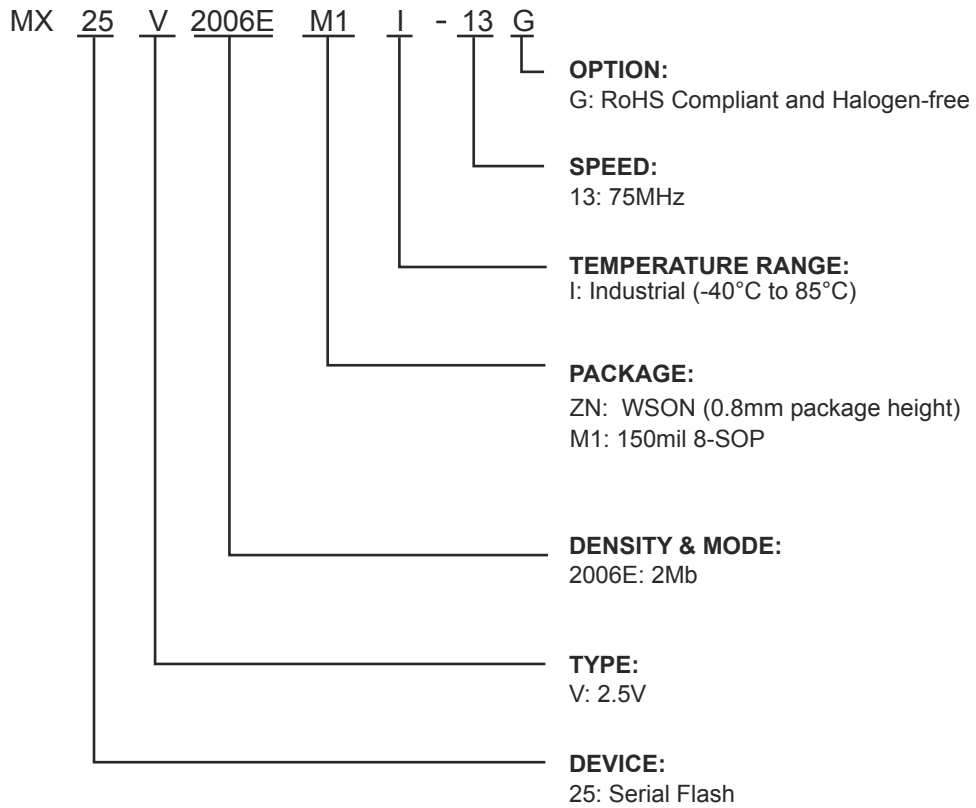 MX 25 V 2006E M1 I - 13 G
OPTION:
G: RoHS Compliant and Halogen-free
SPEED:
13: 75MHz
TEMPERATURE RANGE:
I: Industrial (-40°C to 85°C)
PACKAGE:
ZN: WSON (0.8mm package height)
M1: 150mil 8-SOP
DENSITY & MODE:
2006E: 2Mb
TYPE:
V: 2.5V
DEVICE:
25: Serial Flash